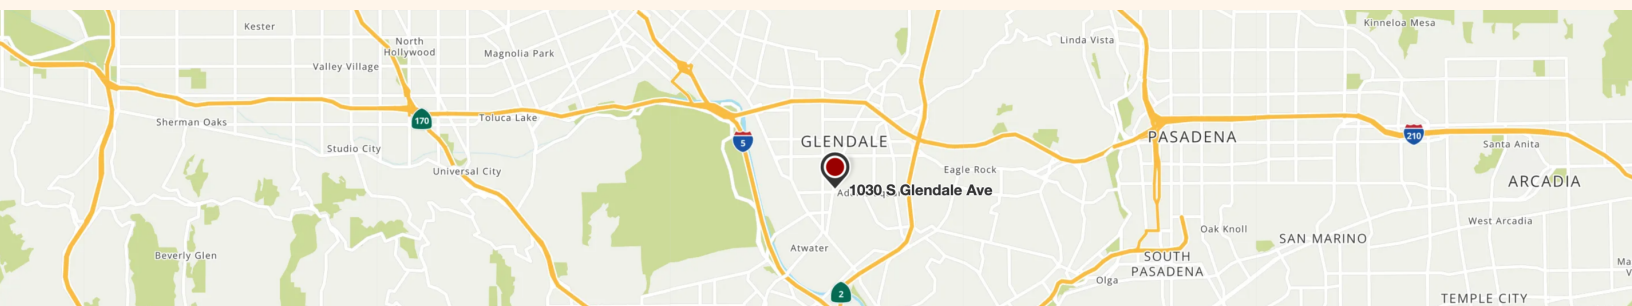 Kester
Kinneloa Mesa
Linda Vista
North
Hollywood
Magnolia Park
Valley Village
170
Toluca Lake
Sherman Oaks
5
GLENDALE
PASADENA
210
Santa Anita
Studio City
Universal City
Eagle Rock
ARCADIA
1030 S Glendale Ave
West Arcadia
Oak Knoll
SAN MARINO
Atwater
Beverly Glen
SOUTH
PASADENA
Olga
2
TEMPLE CITY